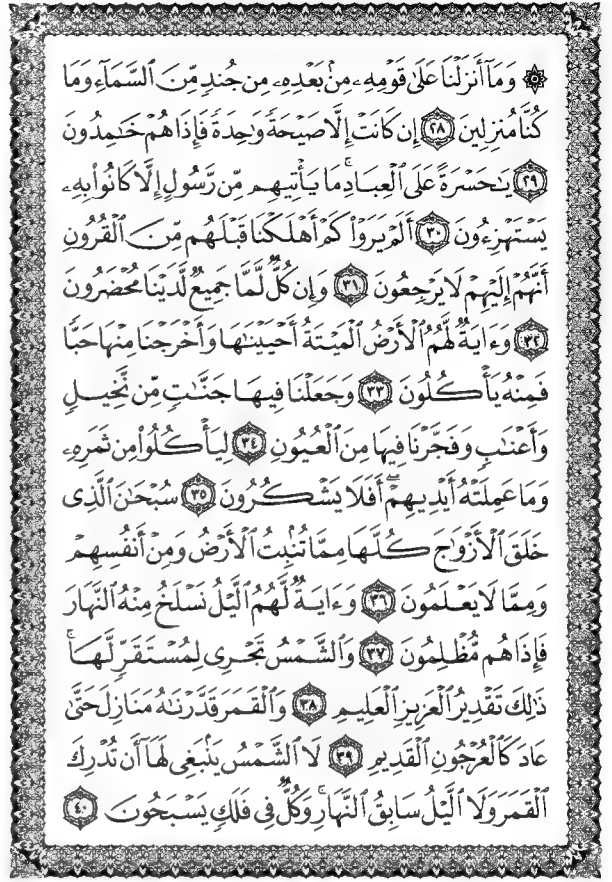 ۞ وَمَآ أَنزَلْنَا عَلَىٰ قَوْمِهِۦ مِنۢ بَعْدِهِۦ مِن جُندٍ مِّنَ ٱلسَّمَآءِ وَمَا
كُنَّا مُنزِلِينَ ٢٨ إِن كَانَتْ إِلَّا صَيْحَةً وَٰحِدَةً فَإِذَا هُمْ خَٰمِدُونَ
٢٩ يَٰحَسْرَةً عَلَى ٱلْعِبَادِۚ مَا يَأْتِيهِم مِّن رَّسُولٍ إِلَّا كَانُوا۟ بِهِۦ
يَسْتَهْزِءُونَ ٣٠ أَلَمْ يَرَوْا۟ كَمْ أَهْلَكْنَا قَبْلَهُم مِّنَ ٱلْقُرُونِ
أَنَّهُمْ إِلَيْهِمْ لَا يَرْجِعُونَ ٣١ وَإِن كُلٌّ لَّمَّا جَمِيعٌ لَّدَيْنَا مُحْضَرُونَ
٣٢ وَءَايَةٌ لَّهُمُ ٱلْأَرْضُ ٱلْمَيْتَةُ أَحْيَيْنَٰهَا وَأَخْرَجْنَا مِنْهَا حَبًّا
فَمِنْهُ يَأْكُلُونَ ٣٣ وَجَعَلْنَا فِيهَا جَنَّٰتٍ مِّن نَّخِيلٍ
وَأَعْنَٰبٍ وَفَجَّرْنَا فِيهَا مِنَ ٱلْعُيُونِ ٣٤ لِيَأْكُلُوا۟ مِن ثَمَرِهِۦ
وَمَا عَمِلَتْهُ أَيْدِيهِمْۖ أَفَلَا يَشْكُرُونَ ٣٥ سُبْحَٰنَ ٱلَّذِى
خَلَقَ ٱلْأَزْوَٰجَ كُلَّهَا مِمَّا تُنۢبِتُ ٱلْأَرْضُ وَمِنْ أَنفُسِهِمْ
وَمِمَّا لَا يَعْلَمُونَ ٣٦ وَءَايَةٌ لَّهُمُ ٱلَّيْلُ نَسْلَخُ مِنْهُ ٱلنَّهَارَ
فَإِذَا هُم مُّظْلِمُونَ ٣٧ وَٱلشَّمْسُ تَجْرِى لِمُسْتَقَرٍّ لَّهَاۚ
ذَٰلِكَ تَقْدِيرُ ٱلْعَزِيزِ ٱلْعَلِيمِ ٣٨ وَٱلْقَمَرَ قَدَّرْنَٰهُ مَنَازِلَ حَتَّىٰ
عَادَ كَٱلْعُرْجُونِ ٱلْقَدِيمِ ٣٩ لَا ٱلشَّمْسُ يَنۢبَغِى لَهَآ أَن تُدْرِكَ
ٱلْقَمَرَ وَلَا ٱلَّيْلُ سَابِقُ ٱلنَّهَارِۚ وَكُلٌّ فِى فَلَكٍ يَسْبَحُونَ ٤٠